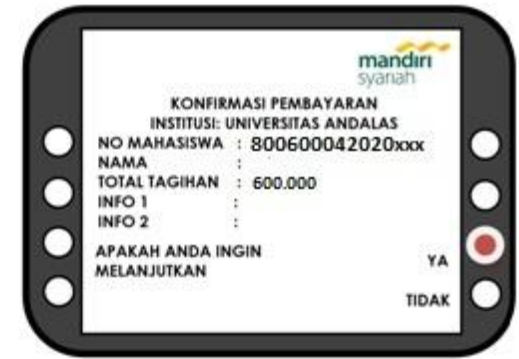 mandiri
syariah
KONFIRMASI PEMBAYARAN
INSTITUSI: UNIVERSITAS ANDALAS
NO MAHASISWA : 800600042020xxx
NAMA :
TOTAL TAGIHAN : 600.000
INFO 1 :
INFO 2 :
APAKAH ANDA INGIN
MELANJUTKAN
YA
TIDAK